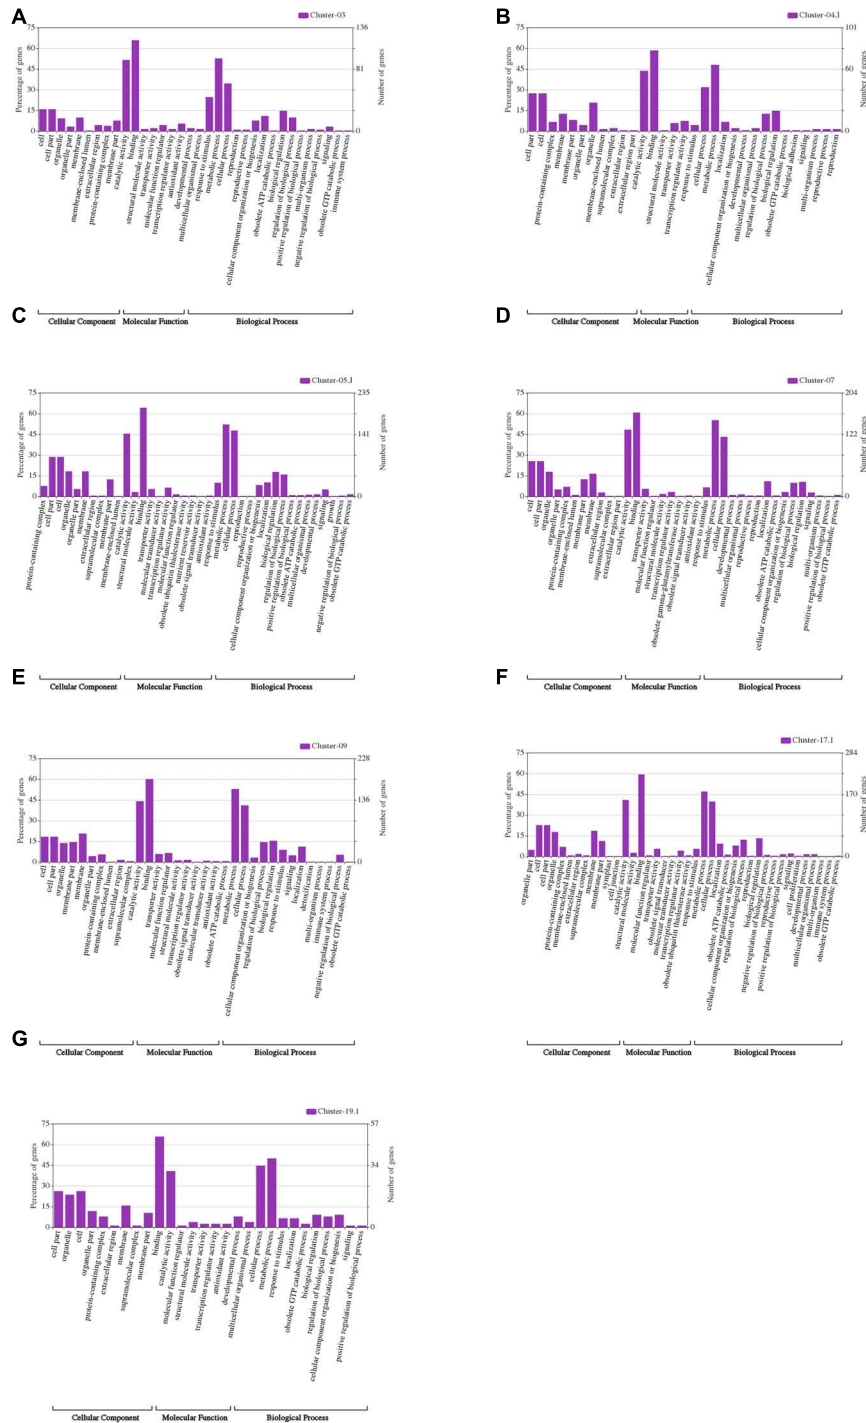 A
Cluster-03
Percentage of genes
Number of genes
75
60
45
30
15
0
136
81
0
cell
cell part
organelle
organelle part
membrane
membrane-enclosed lumen
extracellular region
protein-containing complex
membrane part
catalytic activity
binding
structural molecule activity
transporter activity
molecular function regulator
transcription regulator activity
antioxidant activity
developmental process
multicellular organismal process
response to stimulus
metabolic process
cellular process
reproduction
reproductive process
cellular component organization or biogenesis
localization
obsolete ATP catabolic process
biological regulation
regulation of biological process
positive regulation of biological process
multi-organism process
negative regulation of biological process
signaling
obsolete GTP catabolic process
immune system process
Cellular Component
Molecular Function
Biological Process
B
Cluster-04.1
Percentage of genes
Number of genes
75
60
45
30
15
0
101
60
0
cell part
cell
protein-containing complex
membrane
membrane part
organelle part
organelle
membrane-enclosed lumen
supramolecular complex
extracellular region
extracellular region part
catalytic activity
binding
structural molecule activity
transporter activity
transcription regulator activity
response to stimulus
cellular process
metabolic process
localization
cellular component organization or biogenesis
developmental process
multicellular organismal process
regulation of biological process
biological regulation
obsolete GTP catabolic process
biological adhesion
signaling
multi-organism process
reproductive process
reproduction
Cellular Component
Molecular Function
Biological Process
C
Cluster-05.1
Percentage of genes
Number of genes
75
60
45
30
15
0
235
141
0
protein-containing complex
cell part
cell
organelle
organelle part
membrane
extracellular region
supramolecular complex
membrane part
membrane-enclosed lumen
catalytic activity
structural molecule activity
binding
transporter activity
molecular transducer activity
transcription regulator activity
molecular function regulator
obsolete ubiquitin thiolesterase activity
nutrient reservoir activity
obsolete signal transducer activity
antioxidant activity
response to stimulus
metabolic process
cellular process
reproduction
reproductive process
cellular component organization or biogenesis
localization
biological regulation
regulation of biological process
positive regulation of biological process
obsolete ATP catabolic process
multicellular organismal process
developmental process
signaling
growth
negative regulation of biological process
obsolete GTP catabolic process
Cellular Component
Molecular Function
Biological Process
D
Cluster-07
Percentage of genes
Number of genes
75
60
45
30
15
0
204
122
0
cell part
cell
organelle
organelle part
protein-containing complex
membrane-enclosed lumen
membrane part
membrane
extracellular region
supramolecular complex
extracellular region part
catalytic activity
binding
transporter activity
molecular function regulator
structural molecule activity
transcription regulator activity
obsolete gamma-glutamyltransferase activity
obsolete signal transducer activity
antioxidant activity
response to stimulus
metabolic process
cellular process
developmental process
multicellular organismal process
reproductive process
reproduction
localization
obsolete ATP catabolic process
cellular component organization or biogenesis
regulation of biological process
biological regulation
signaling
multi-organism process
positive regulation of biological process
obsolete GTP catabolic process
Cellular Component
Molecular Function
Biological Process
E
Cluster-09
Percentage of genes
Number of genes
75
60
45
30
15
0
228
136
0
cell
cell part
organelle
membrane part
membrane
organelle part
protein-containing complex
membrane-enclosed lumen
extracellular region
supramolecular complex
catalytic activity
binding
transporter activity
molecular function regulator
structural molecule activity
transcription regulator activity
obsolete signal transducer activity
molecular transducer activity
antioxidant activity
obsolete ATP catabolic process
metabolic process
cellular process
cellular component organization or biogenesis
regulation of biological process
biological regulation
response to stimulus
signaling
localization
detoxification
multi-organism process
immune system process
negative regulation of biological process
obsolete GTP catabolic process
Cellular Component
Molecular Function
Biological Process
F
Cluster-17.1
Percentage of genes
Number of genes
75
60
45
30
15
0
284
170
0
organelle part
cell
cell part
organelle
protein-containing complex
membrane-enclosed lumen
extracellular region
supramolecular complex
membrane
membrane part
symplast
cell junction
catalytic activity
structural molecule activity
binding
molecular function regulator
transporter activity
obsolete signal transducer
molecular transducer activity
transcription regulator activity
obsolete ubiquitin thiolesterase activity
response to stimulus
metabolic process
cellular process
localization
obsolete ATP catabolic process
cellular component organization or biogenesis
regulation of biological process
reproduction
biological regulation
negative regulation of biological process
reproductive process
positive regulation of biological process
signaling
cell proliferation
developmental process
multicellular organismal process
multi-organism process
immune system process
obsolete GTP catabolic process
Cellular Component
Molecular Function
Biological Process
G
Cluster-19.1
Percentage of genes
Number of genes
75
60
45
30
15
0
57
34
0
cell part
organelle
cell
organelle part
protein-containing complex
extracellular region
membrane
supramolecular complex
membrane part
binding
catalytic activity
molecular function regulator
structural molecule activity
transporter activity
transcription regulator activity
antioxidant activity
developmental process
multicellular organismal process
cellular process
metabolic process
response to stimulus
localization
obsolete GTP catabolic process
biological regulation
regulation of biological process
cellular component organization or biogenesis
signaling
positive regulation of biological process
Cellular Component
Molecular Function
Biological Process